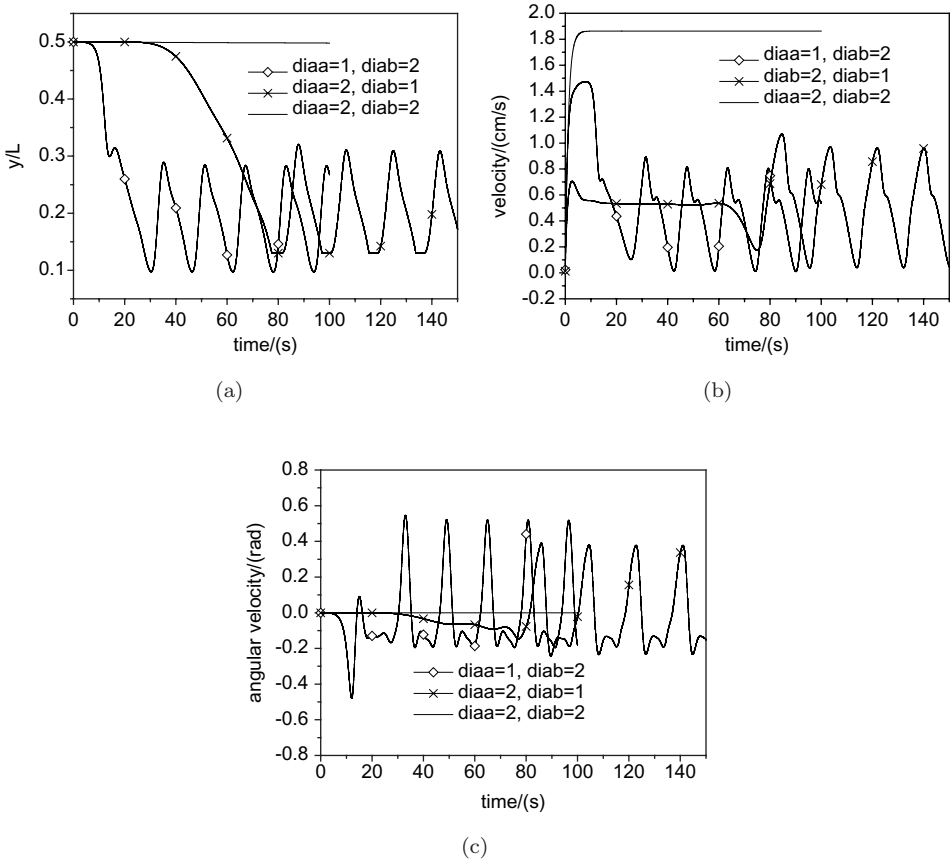 0.5
0.4
0.3
0.2
0.1
y/L
0 20 40 60 80 100 120 140
time/(s)
diaa=1, diab=2
diaa=2, diab=1
diaa=2, diab=2
(a)
2.0
1.8
1.6
1.4
1.2
1.0
0.8
0.6
0.4
0.2
0.0
-0.2
velocity/(cm/s)
0 20 40 60 80 100 120 140
time/(s)
diaa=1, diab=2
diab=2, diab=1
diaa=2, diab=2
(b)
0.8
0.6
0.4
0.2
0.0
-0.2
-0.4
-0.6
-0.8
angular velocity/(rad)
0 20 40 60 80 100 120 140
time/(s)
diaa=1, diab=2
diaa=2, diab=1
diaa=2, diab=2
(c)